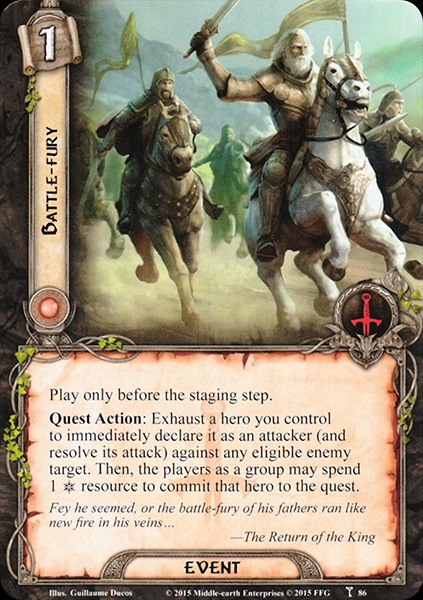 1
BATTLE-FURY
Play only before the staging step.
Quest Action: Exhaust a hero you control
to immediately declare it as an attacker (and
resolve its attack) against any eligible enemy
target. Then, the players as a group may spend
1 resource to commit that hero to the quest.
Fey he seemed, or the battle-fury of his fathers ran like
new fire in his veins…
—The Return of the King
EVENT
Illus. Guillaume Ducos © 2015 Middle-earth Enterprises © 2015 FFG 86